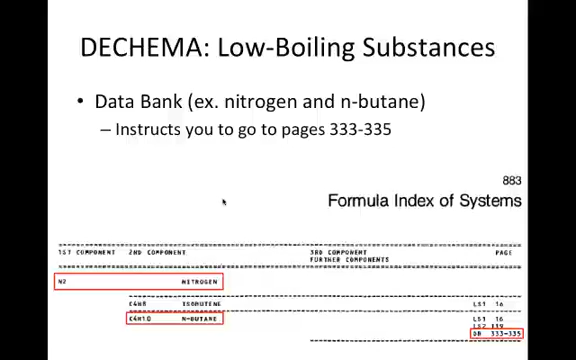 DECHEMA: Low-Boiling Substances
• Data Bank (ex. nitrogen and n-butane)
– Instructs you to go to pages 333-335
883
Formula Index of Systems
1ST COMPONENT 2ND COMPONENT 3RD COMPONENT PAGE
FURTHER COMPONENTS
N2 NITROGEN
C4H8 ISOBUTENE LS1 16
C4H10 N-BUTANE LS1 16
LS2 119
DB 333-335